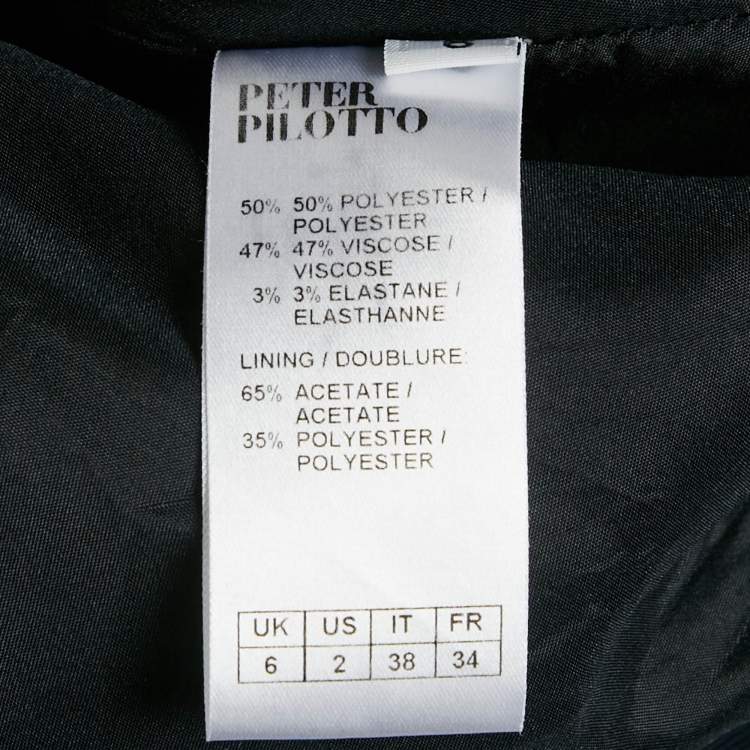 PETER
PILOTTO
50% 50% POLYESTER /
POLYESTER
47% 47% VISCOSE /
VISCOSE
3% 3% ELASTANE /
ELASTHANNE
LINING / DOUBLURE:
65% ACETATE /
ACETATE
35% POLYESTER /
POLYESTER
UK US IT FR
6 2 38 34